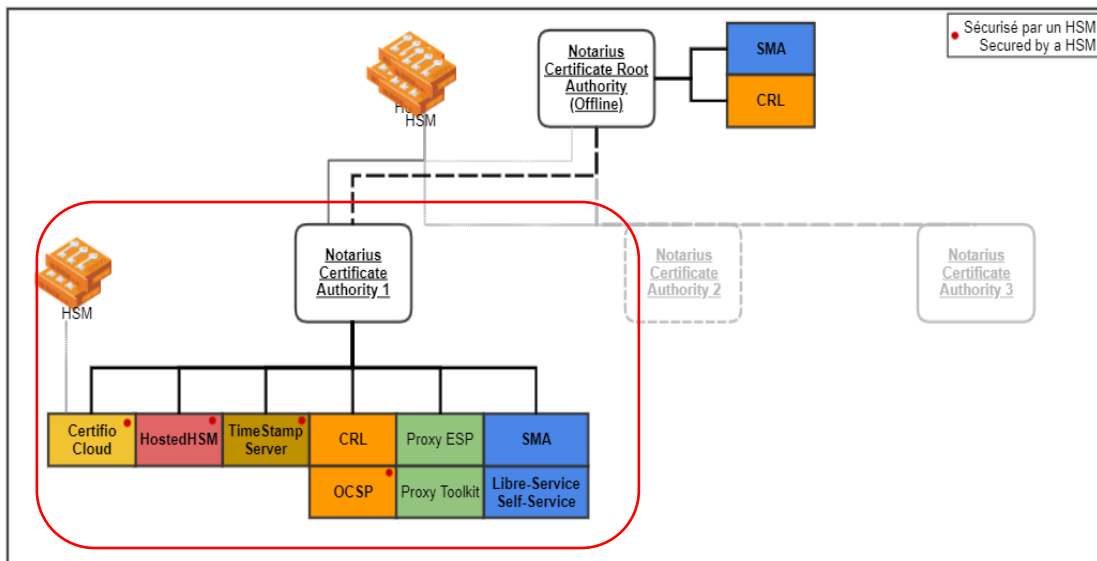 Sécurisé par un HSM
Secured by a HSM
Notarius
Certificate Root
Authority
(Offline)
SMA
CRL
HSM
Notarius
Certificate
Authority 1
Notarius
Certificate
Authority 2
Notarius
Certificate
Authority 3
HSM
Certifio
Cloud
HostedHSM
TimeStamp
Server
CRL
Proxy ESP
SMA
OCSP
Proxy Toolkit
Libre-Service
Self-Service